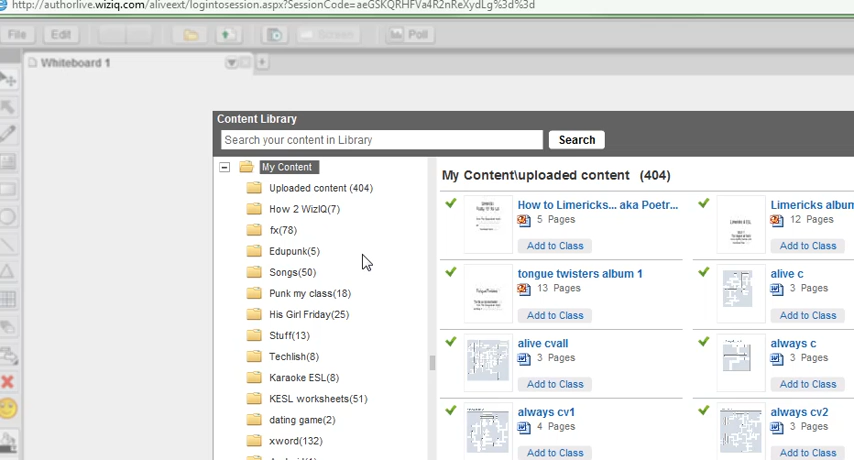 http://authorlive.wiziq.com/aliveext/logintosession.aspx?SessionCode=aeGSKQRHFVa4R2nReXydLg%3d%3d
File Edit Screen Poll
Whiteboard 1
Content Library
Search your content in Library Search
My Content
Uploaded content (404)
How 2 WizIQ(7)
fx(78)
Edupunk(5)
Songs(50)
Punk my class(18)
His Girl Friday(25)
Stuff(13)
Techlish(8)
Karaoke ESL(8)
KESL worksheets(51)
dating game(2)
xword(132)
My Content\uploaded content (404)
How to Limericks... aka Poetr...
5 Pages
Add to Class
Limericks album
12 Pages
Add to Class
tongue twisters album 1
13 Pages
Add to Class
alive c
3 Pages
Add to Class
alive cvall
3 Pages
Add to Class
always c
3 Pages
Add to Class
always cv1
4 Pages
Add to Class
always cv2
3 Pages
Add to Class